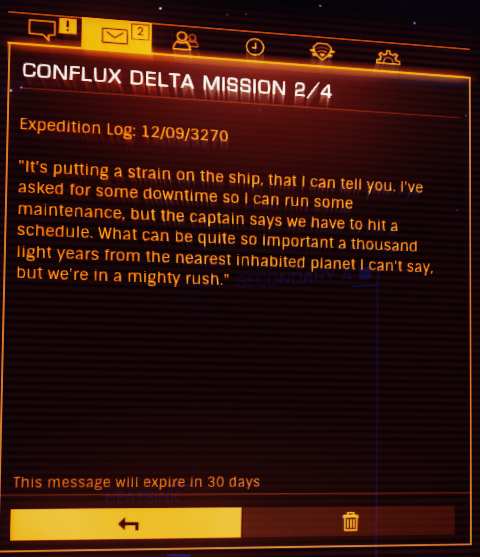 !
2
CONFLUX DELTA MISSION 2/4
Expedition Log: 12/09/3270
"It's putting a strain on the ship, that I can tell you. I've
asked for some downtime so I can run some
maintenance, but the captain says we have to hit a
schedule. What can be quite so important a thousand
light years from the nearest inhabited planet I can't say,
but we're in a mighty rush."
SECONDARY
This message will expire in 30 days
HEATSINK